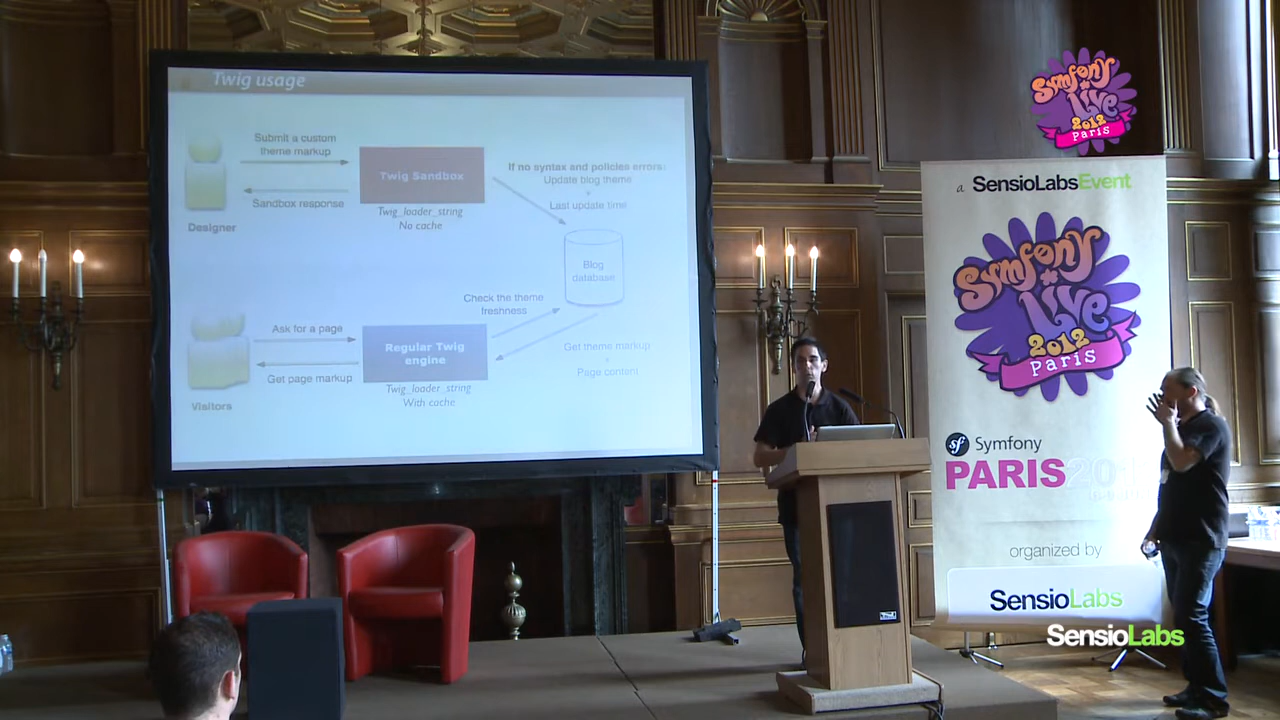 Twig usage
Submit a custom
theme markup
Sandbox response
Designer
Twig Sandbox
Twig_loader_string
No cache
If no syntax and policies errors:
Update blog theme
+
Last update time
Blog
database
Check the theme
freshness
Ask for a page
Get page markup
Visitors
Regular Twig
engine
Twig_loader_string
With cache
Get theme markup
+
Page content
Symfony
Live
2012
Paris
a SensioLabsEvent
Symfony
Live
2012
Paris
sf Symfony
PARIS
organized by
SensioLabs
SensioLabs